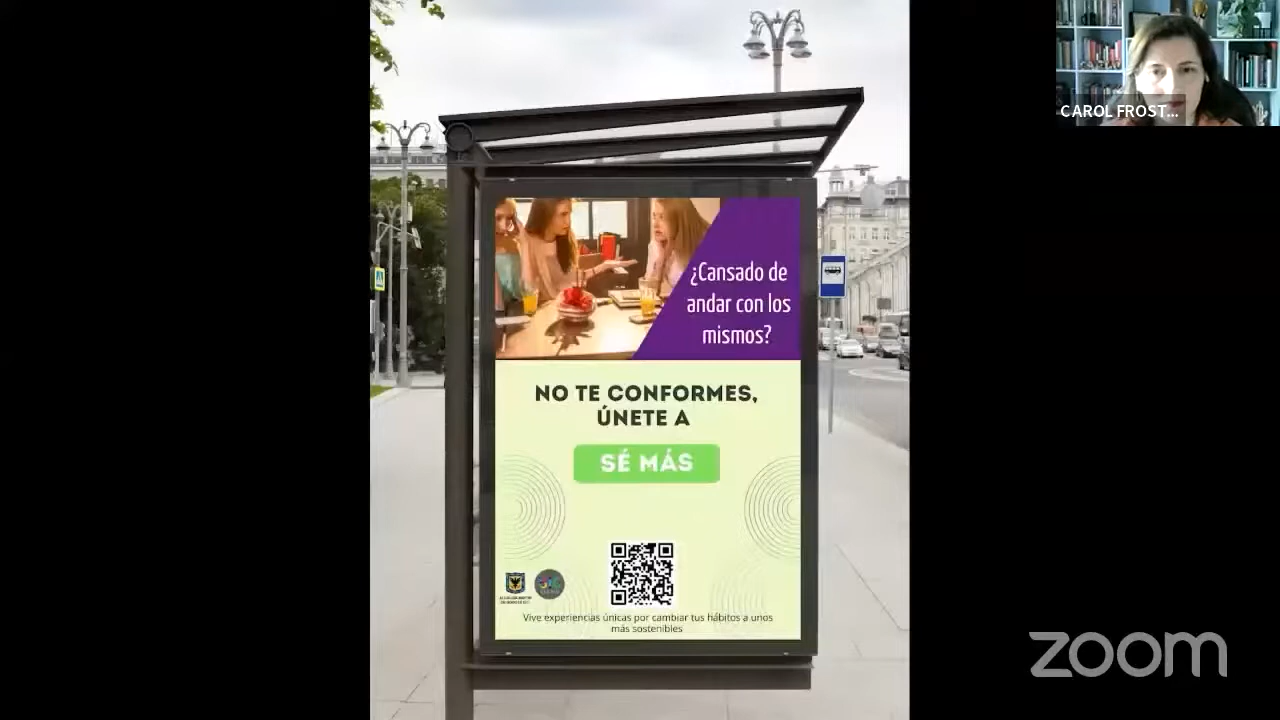 CAROL FROST...
¿Cansado de
andar con los
mismos?
NO TE CONFORMES,
ÚNETE A
SÉ MÁS
Vive experiencias únicas por cambiar tus hábitos a unos
más sostenibles
zoom